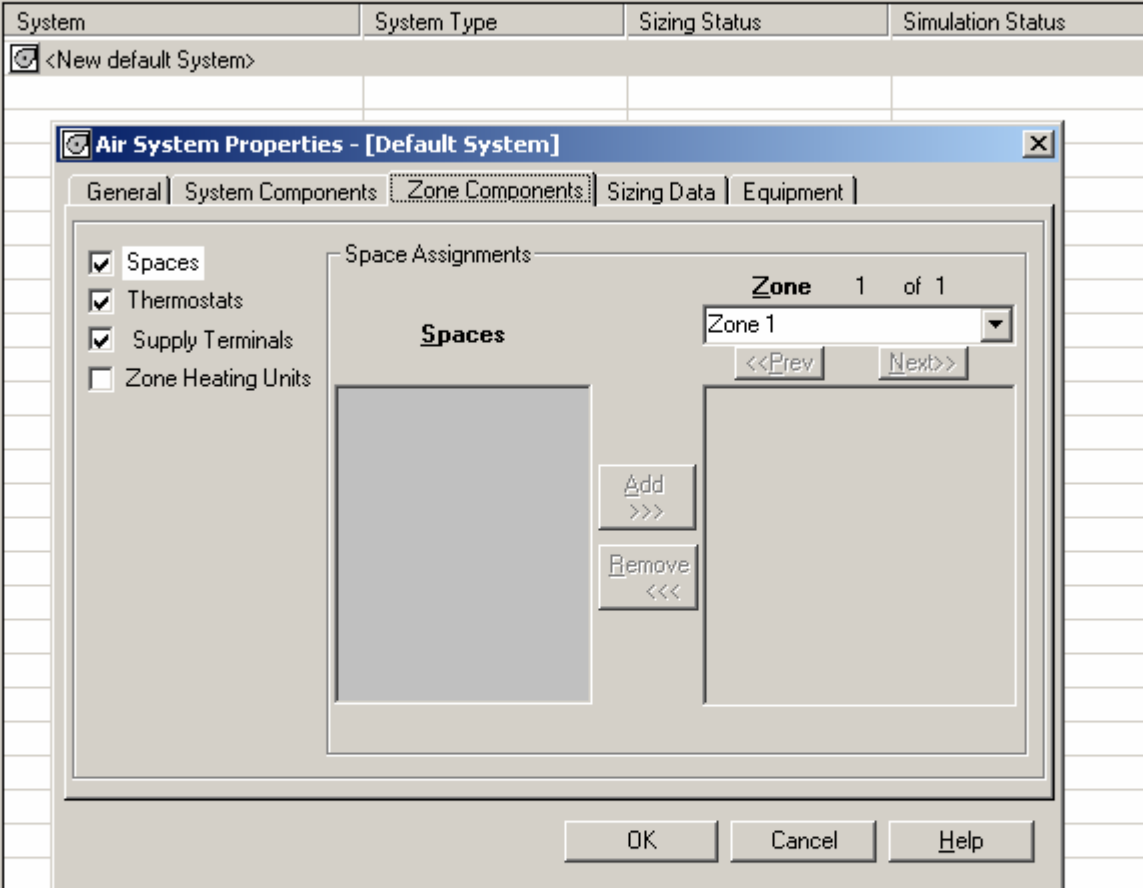 System System Type Sizing Status Simulation Status
<New default System>
Air System Properties - [Default System]
General System Components Zone Components Sizing Data Equipment
Spaces
Thermostats
Supply Terminals
Zone Heating Units
Space Assignments
Spaces
Zone 1 of 1
Zone 1
<<Prev Next>>
Add
>>>
Remove
<<<
OK Cancel Help